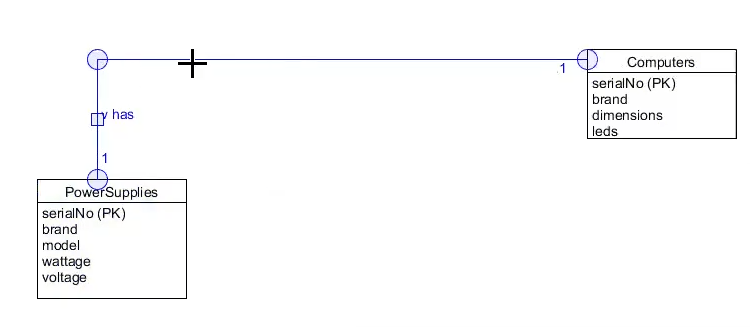 .1
Computers
serialNo (PK)
brand
dimensions
leds
has
1
PowerSupplies
serialNo (PK)
brand
model
wattage
voltage